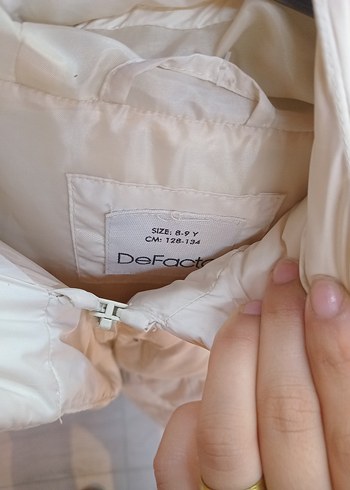 SIZE: 8-9 Y
CM: 128-134
DeFacto